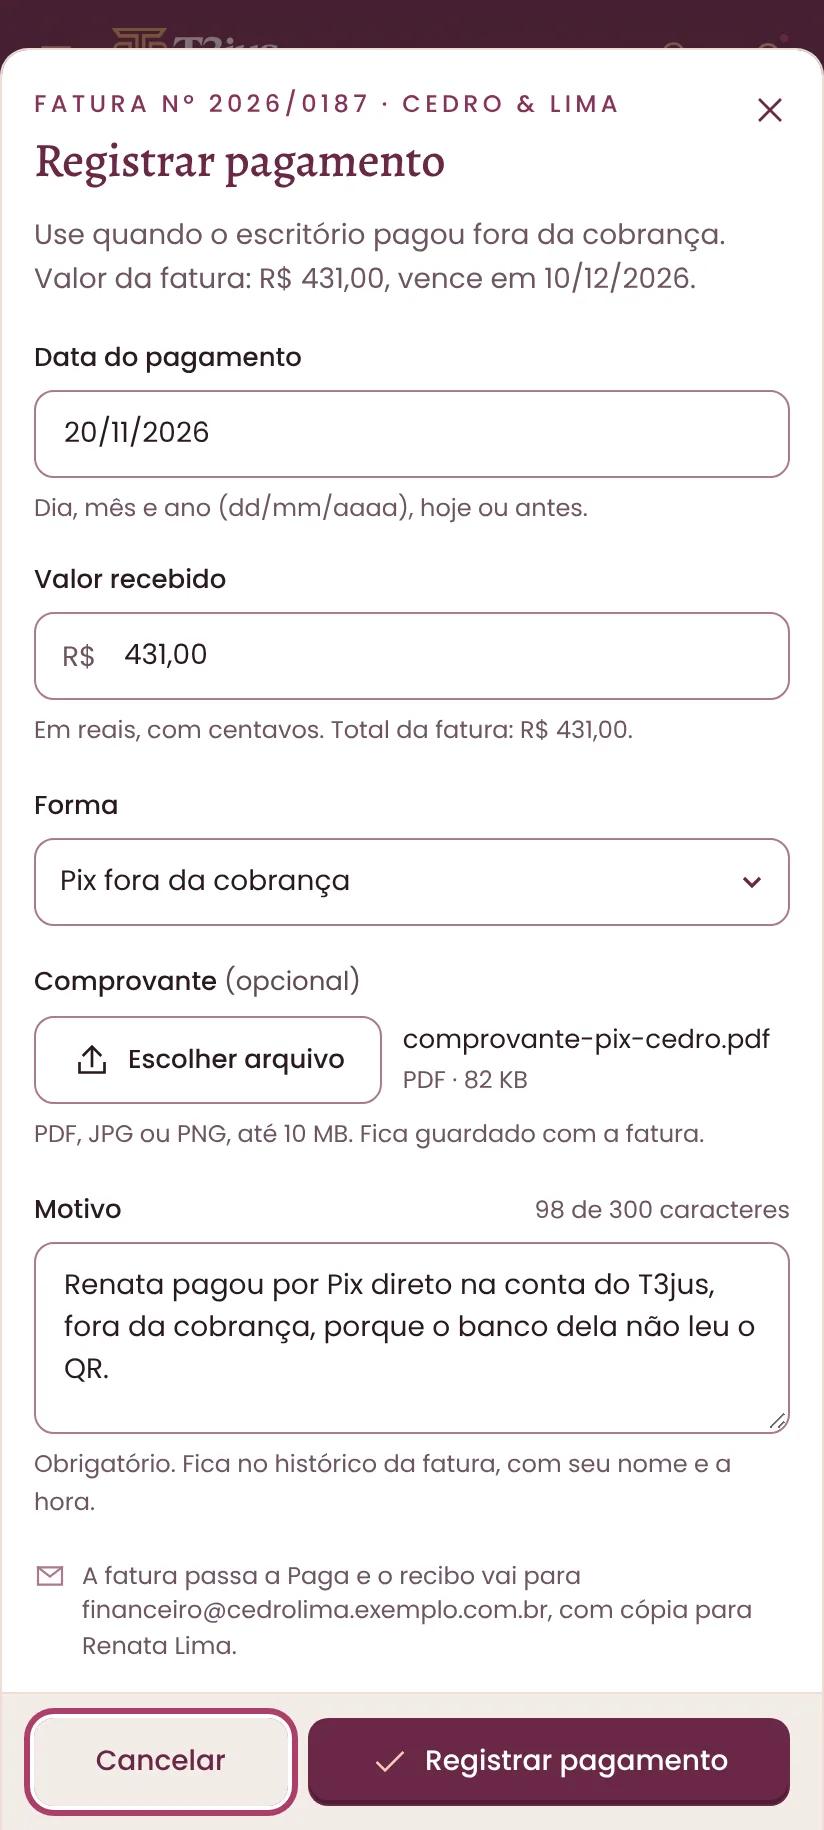 FATURA Nº 2026/0187 · CEDRO & LIMA
Registrar pagamento
Use quando o escritório pagou fora da cobrança.
Valor da fatura: R$ 431,00, vence em 10/12/2026.
Data do pagamento
20/11/2026
Dia, mês e ano (dd/mm/aaaa), hoje ou antes.
Valor recebido
R$ 431,00
Em reais, com centavos. Total da fatura: R$ 431,00.
Forma
Pix fora da cobrança
Comprovante (opcional)
Escolher arquivo
comprovante-pix-cedro.pdf
PDF · 82 KB
PDF, JPG ou PNG, até 10 MB. Fica guardado com a fatura.
Motivo
98 de 300 caracteres
Renata pagou por Pix direto na conta do T3jus,
fora da cobrança, porque o banco dela não leu o
QR.
Obrigatório. Fica no histórico da fatura, com seu nome e a
hora.
A fatura passa a Paga e o recibo vai para
financeiro@cedrolima.exemplo.com.br, com cópia para
Renata Lima.
Cancelar
Registrar pagamento